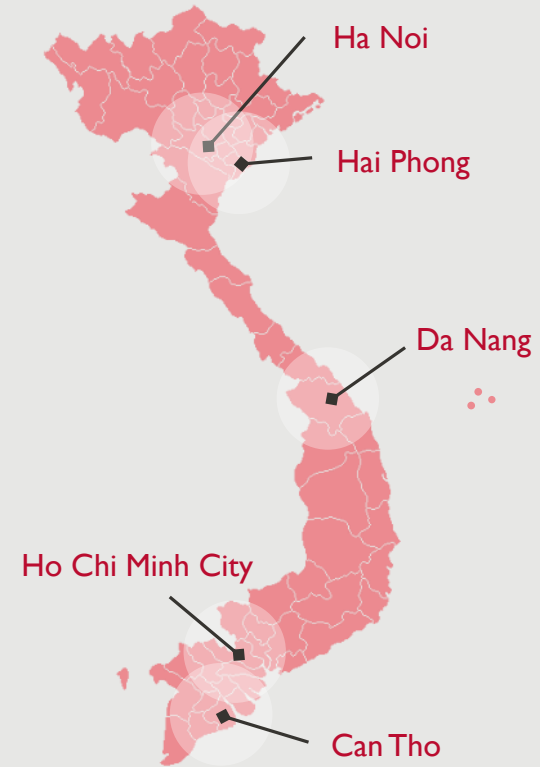 Ha Noi
Hai Phong
Da Nang
Ho Chi Minh City
Can Tho